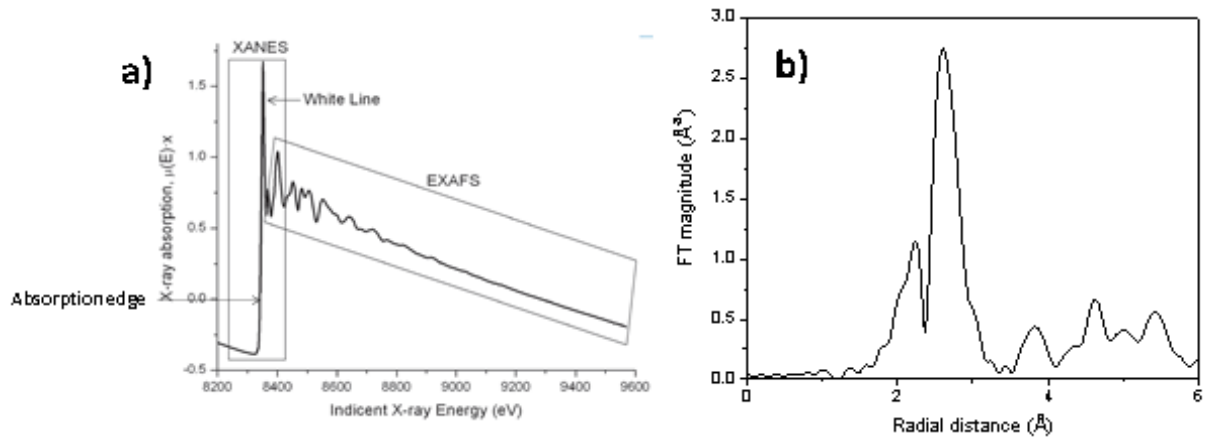 a)
XANES
White Line
EXAFS
Absorption edge
X-ray absorption, μ(E)·x
1.5
1.0
0.5
0.0
-0.5
8200 8400 8600 8800 9000 9200 9400 9600
Indicent X-ray Energy (eV)
b)
FT magnitude (Å⁻³)
3.0
2.5
2.0
1.5
1.0
0.5
0.0
0 2 4 6
Radial distance (Å)